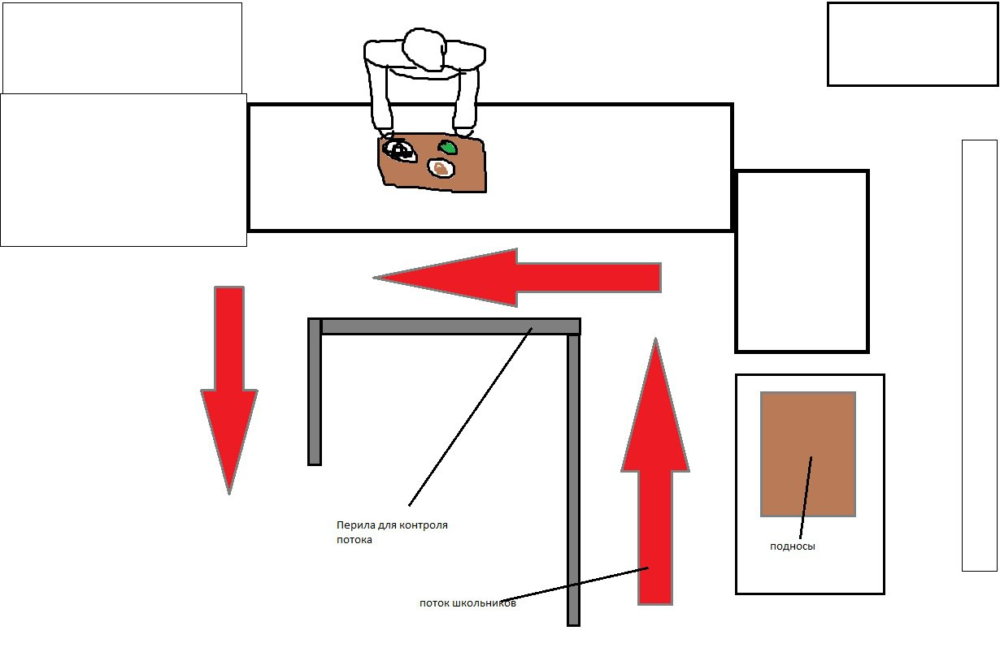 Перила для контроля
потока
подносы
поток школьников